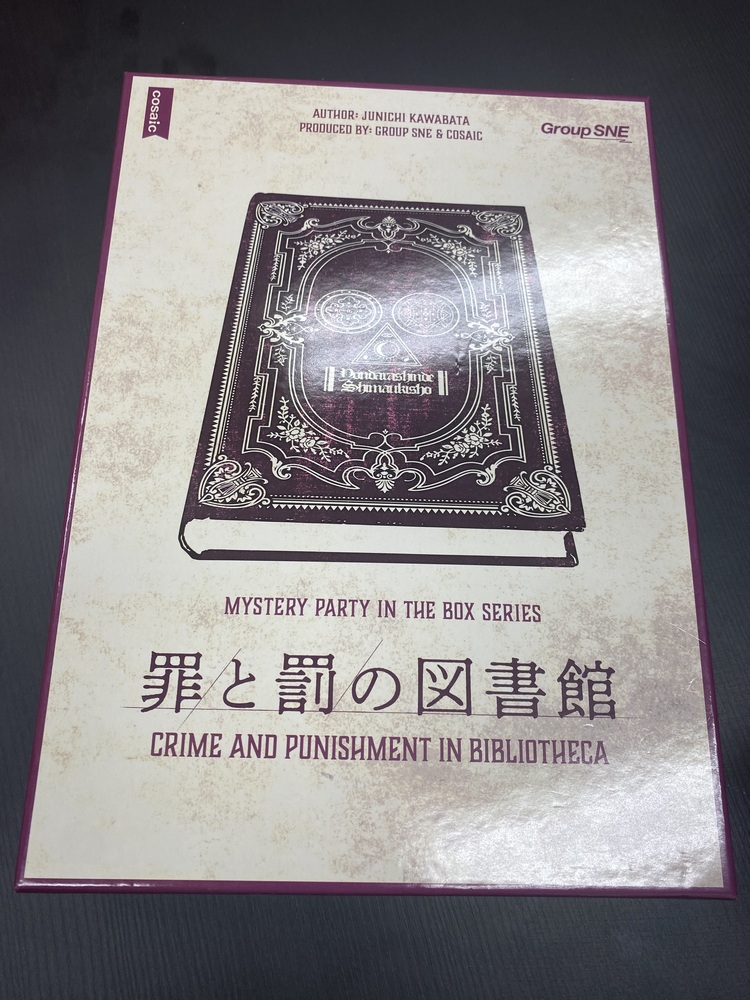 cosaic
AUTHOR: JUNICHI KAWABATA
PRODUCED BY: GROUP SNE & COSAIC
Group SNE
Yondarashinde
Shimaukisho
MYSTERY PARTY IN THE BOX SERIES
罪と罰の図書館
CRIME AND PUNISHMENT IN BIBLIOTHECA